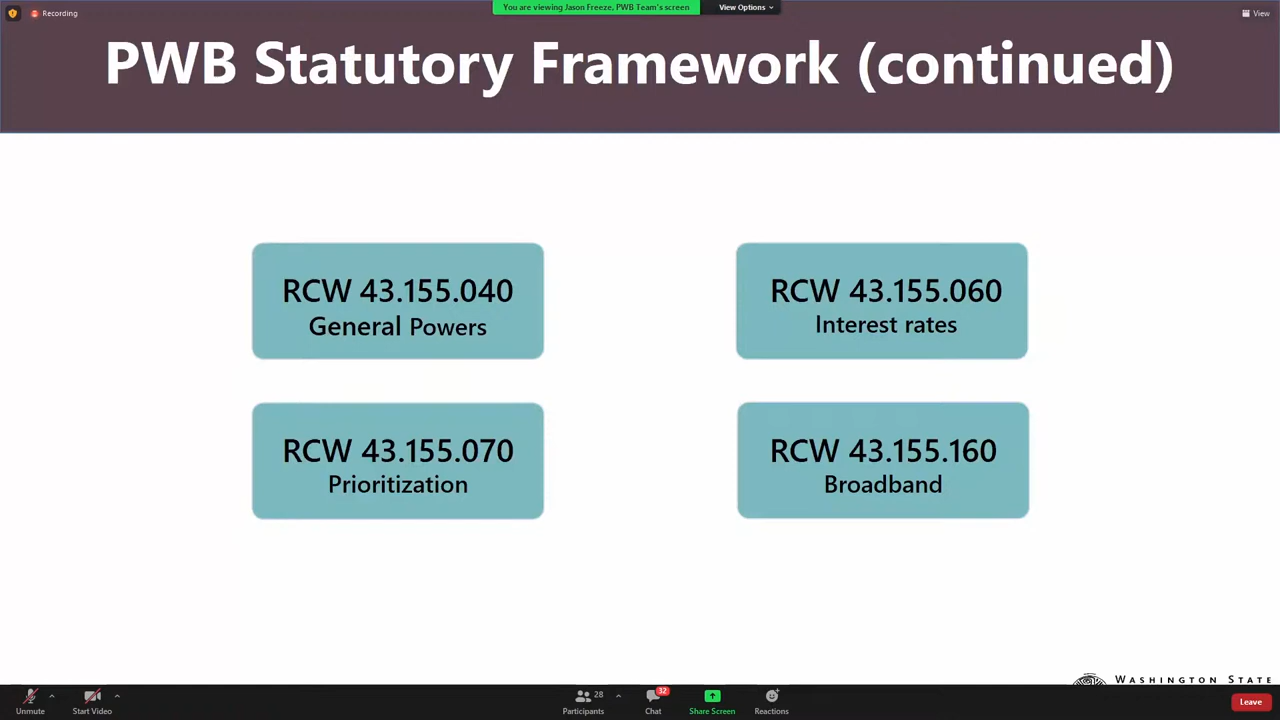 Recording
You are viewing Jason Freeze, PWB Team's screen
View Options
View
PWB Statutory Framework (continued)
RCW 43.155.040
General Powers
RCW 43.155.060
Interest rates
RCW 43.155.070
Prioritization
RCW 43.155.160
Broadband
WASHINGTON STATE
Unmute
Start Video
28
Participants
32
Chat
Share Screen
Reactions
Leave